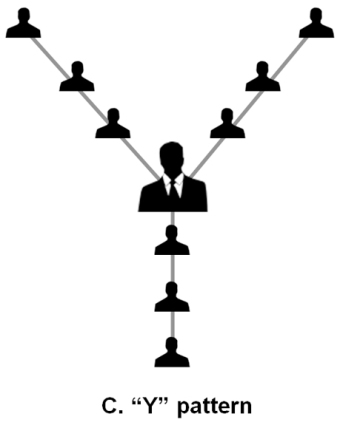 C. “Y” pattern